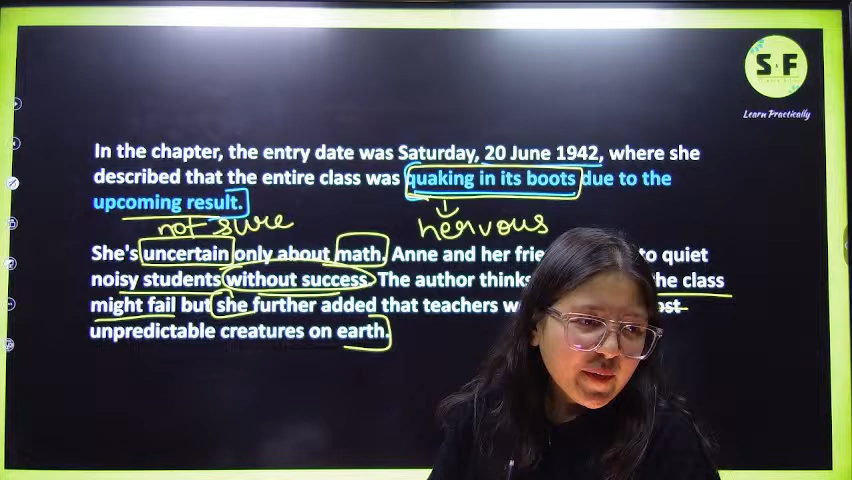 S&F
Learn Practically
In the chapter, the entry date was Saturday, 20 June 1942, where she
described that the entire class was quaking in its boots due to the
upcoming result.
not sure nervous
She's uncertain only about math. Anne and her frie to quiet
noisy students without success. The author thinks the class
might fail but she further added that teachers w ost
unpredictable creatures on earth.